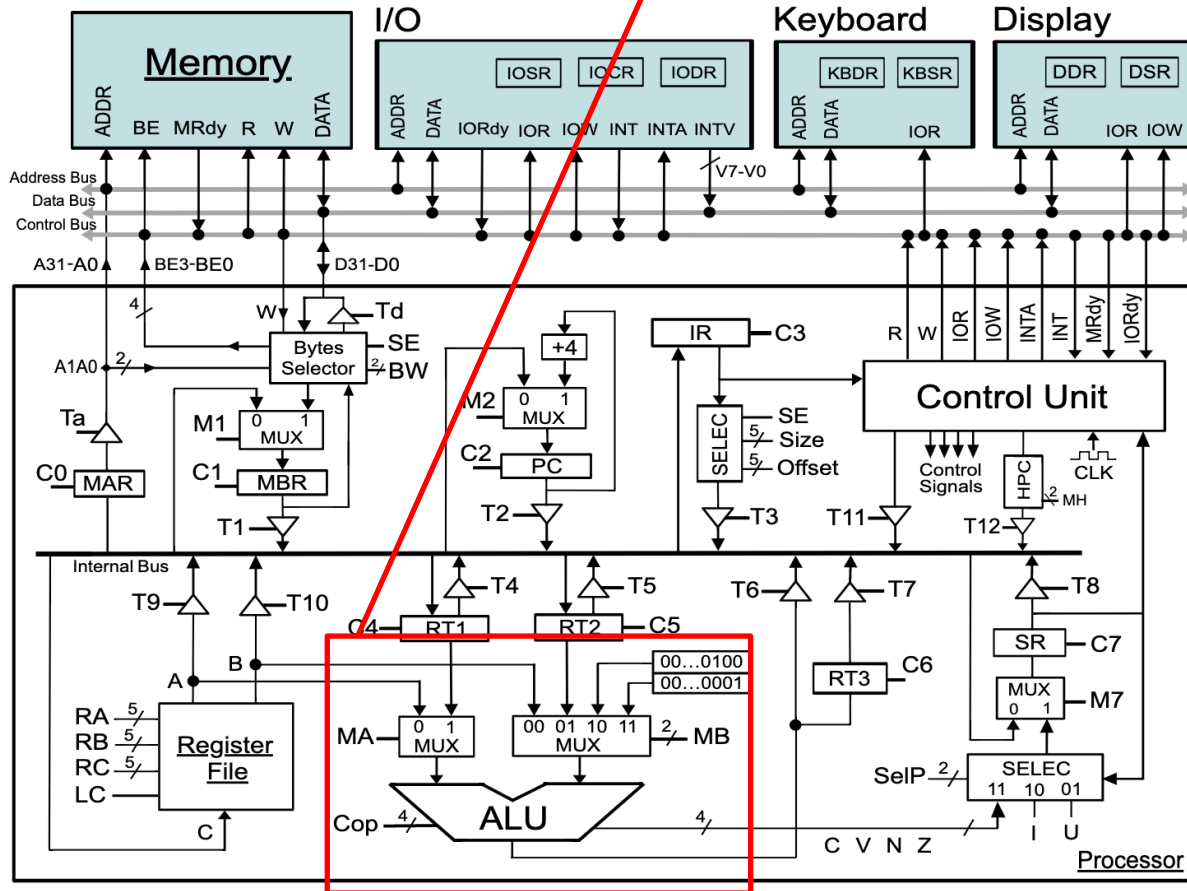 I/O Keyboard Display
Memory
IOSR IOCR IODR
KBDR KBSR
DDR DSR
ADDR BE MRdy R W DATA
ADDR DATA IORdy IOR IOW INT INTA INTV
ADDR DATA IOR
ADDR DATA IOR IOW
V7-V0
Address Bus
Data Bus
Control Bus
A31-A0 BE3-BE0 D31-D0
4 W Td
R W IOR IOW INTA INT MRdy IORdy
Bytes
Selector
SE
2 BW
A1A0 2
+4
IR C3
Control Unit
Ta
M1 0 1
MUX
M2 0 1
MUX
SELEC
SE
5 Size
5 Offset
Control
Signals
CLK
C0 MAR
C1 MBR
C2 PC
HPC
2 MH
T1 T2 T3 T11 T12
Internal Bus
T9 T10 T4 T5 T6 T7 T8
C4 RT1 RT2 C5
SR C7
B
00...0100
00...0001
A
RT3 C6
MUX
0 1
M7
RA 5
RB 5
RC 5
LC
Register
File
MA 0 1
MUX
00 01 10 11
MUX
2 MB
SelP 2
SELEC
11 10 01
C
Cop 4
ALU
4
C V N Z
I U
Processor